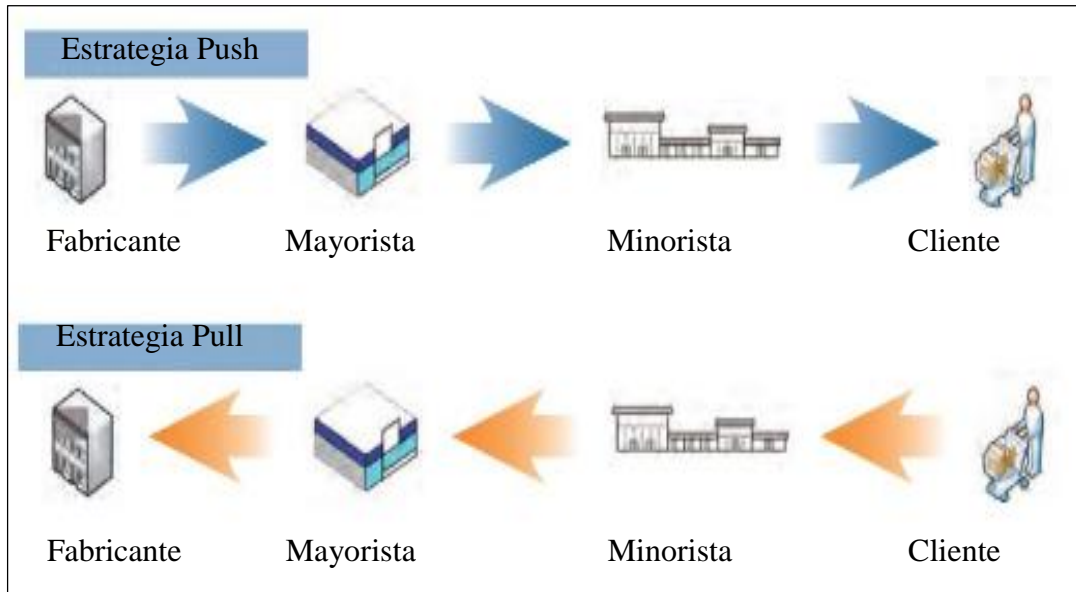 Estrategia Push
Fabricante Mayorista Minorista Cliente
Estrategia Pull
Fabricante Mayorista Minorista Cliente